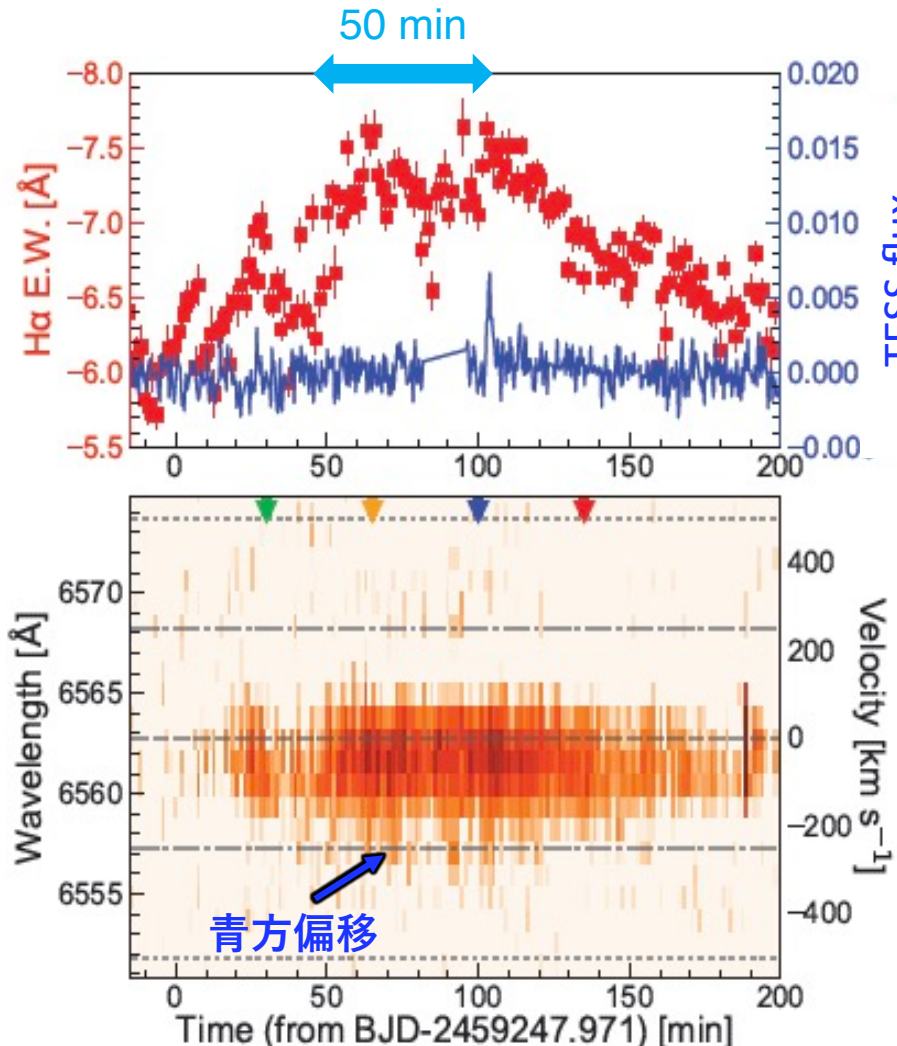 50 min
−8.0
−7.5
−7.0
−6.5
−6.0
−5.5
Hα E.W. [Å]
0.020
0.015
0.010
0.005
0.000
−0.00
TESS
0 50 100 150 200
6570
6565
6560
6555
Wavelength [Å]
400
200
0
−200
−400
Velocity [km s⁻¹]
青方偏移
0 50 100 150 200
Time (from BJD-2459247.971) [min]